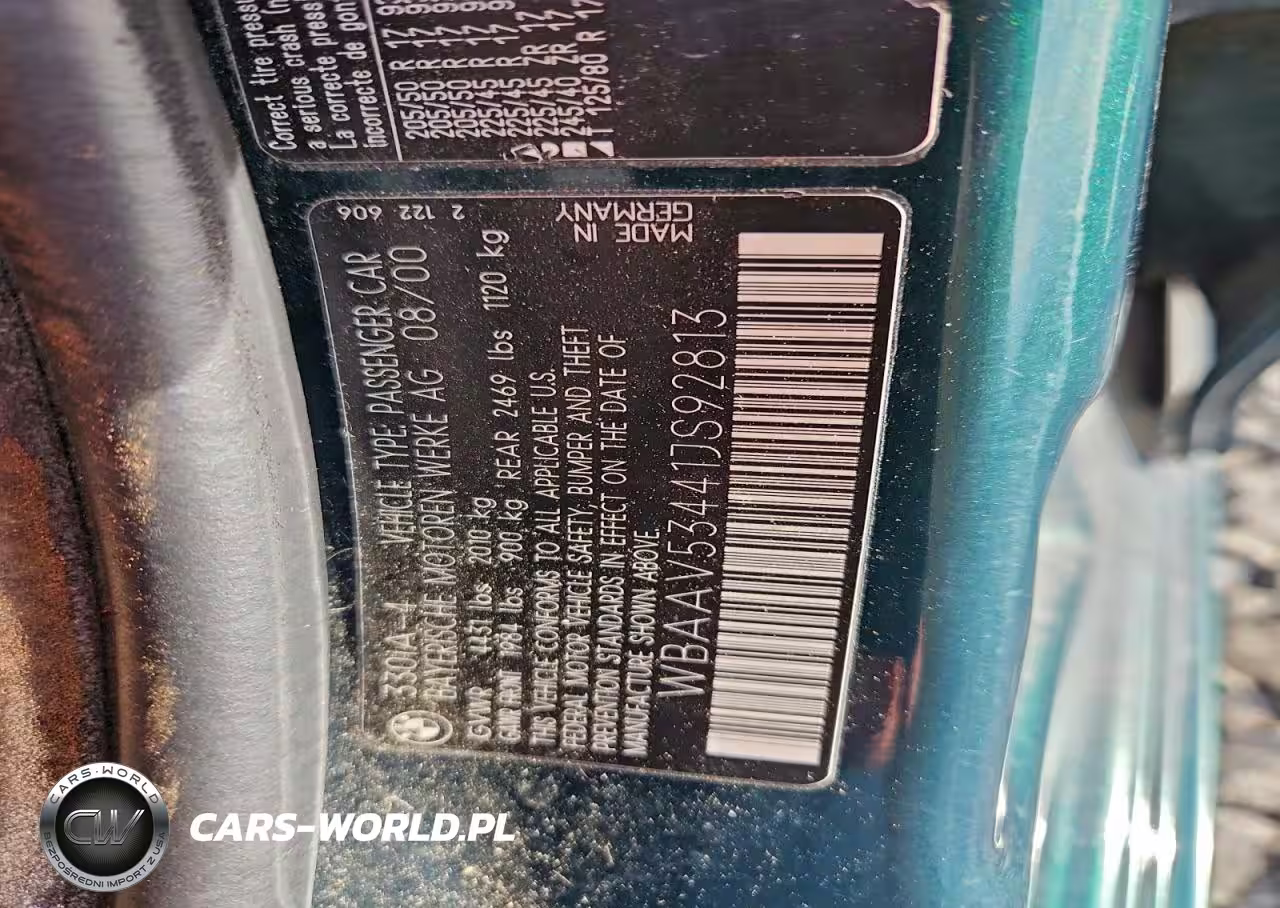 Correct tire pressu
a serious crash in
La correcte press
Incorrecte de gon
205/50 R 17
205/50 R 17
205/50 R 17
225/45 R 17
225/45 R 17
225/45 ZR 17
245/40 ZR 17
T 125/80 R 17
330iA-4 VEHICLE TYPE: PASSENGER CAR
BAYERISCHE MOTOREN WERKE AG 08/00
2 122 606
GVWR 4431 lbs 2010 kg
GAWR FRONT 1978 lbs 900 kg REAR 2469 lbs 1120 kg
THIS VEHICLE CONFORMS TO ALL APPLICABLE U.S.
FEDERAL MOTOR VEHICLE SAFETY, BUMPER AND THEFT
PREVENTION STANDARDS IN EFFECT ON THE DATE OF
MANUFACTURE SHOWN ABOVE.
MADE IN
GERMANY
WBAAV53441JS92813
CARS-WORLD
CW
BEZPOŚREDNI IMPORT Z USA
CARS-WORLD.PL